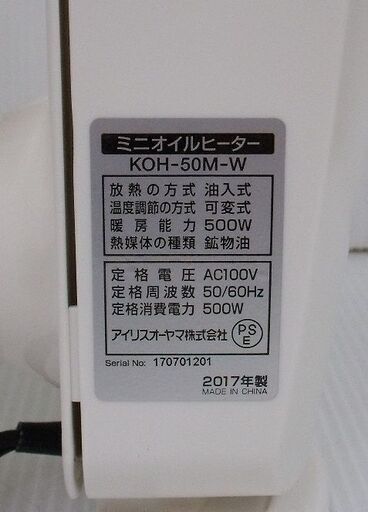 ミニオイルヒーター
KOH-50M-W
放熱の方式 油入式
温度調節の方式 可変式
暖房能力 500W
熱媒体の種類 鉱物油
定格電圧 AC100V
定格周波数 50/60Hz
定格消費電力 500W
アイリスオーヤマ株式会社 PSE
Serial No: 170701201
2017年製
MADE IN CHINA